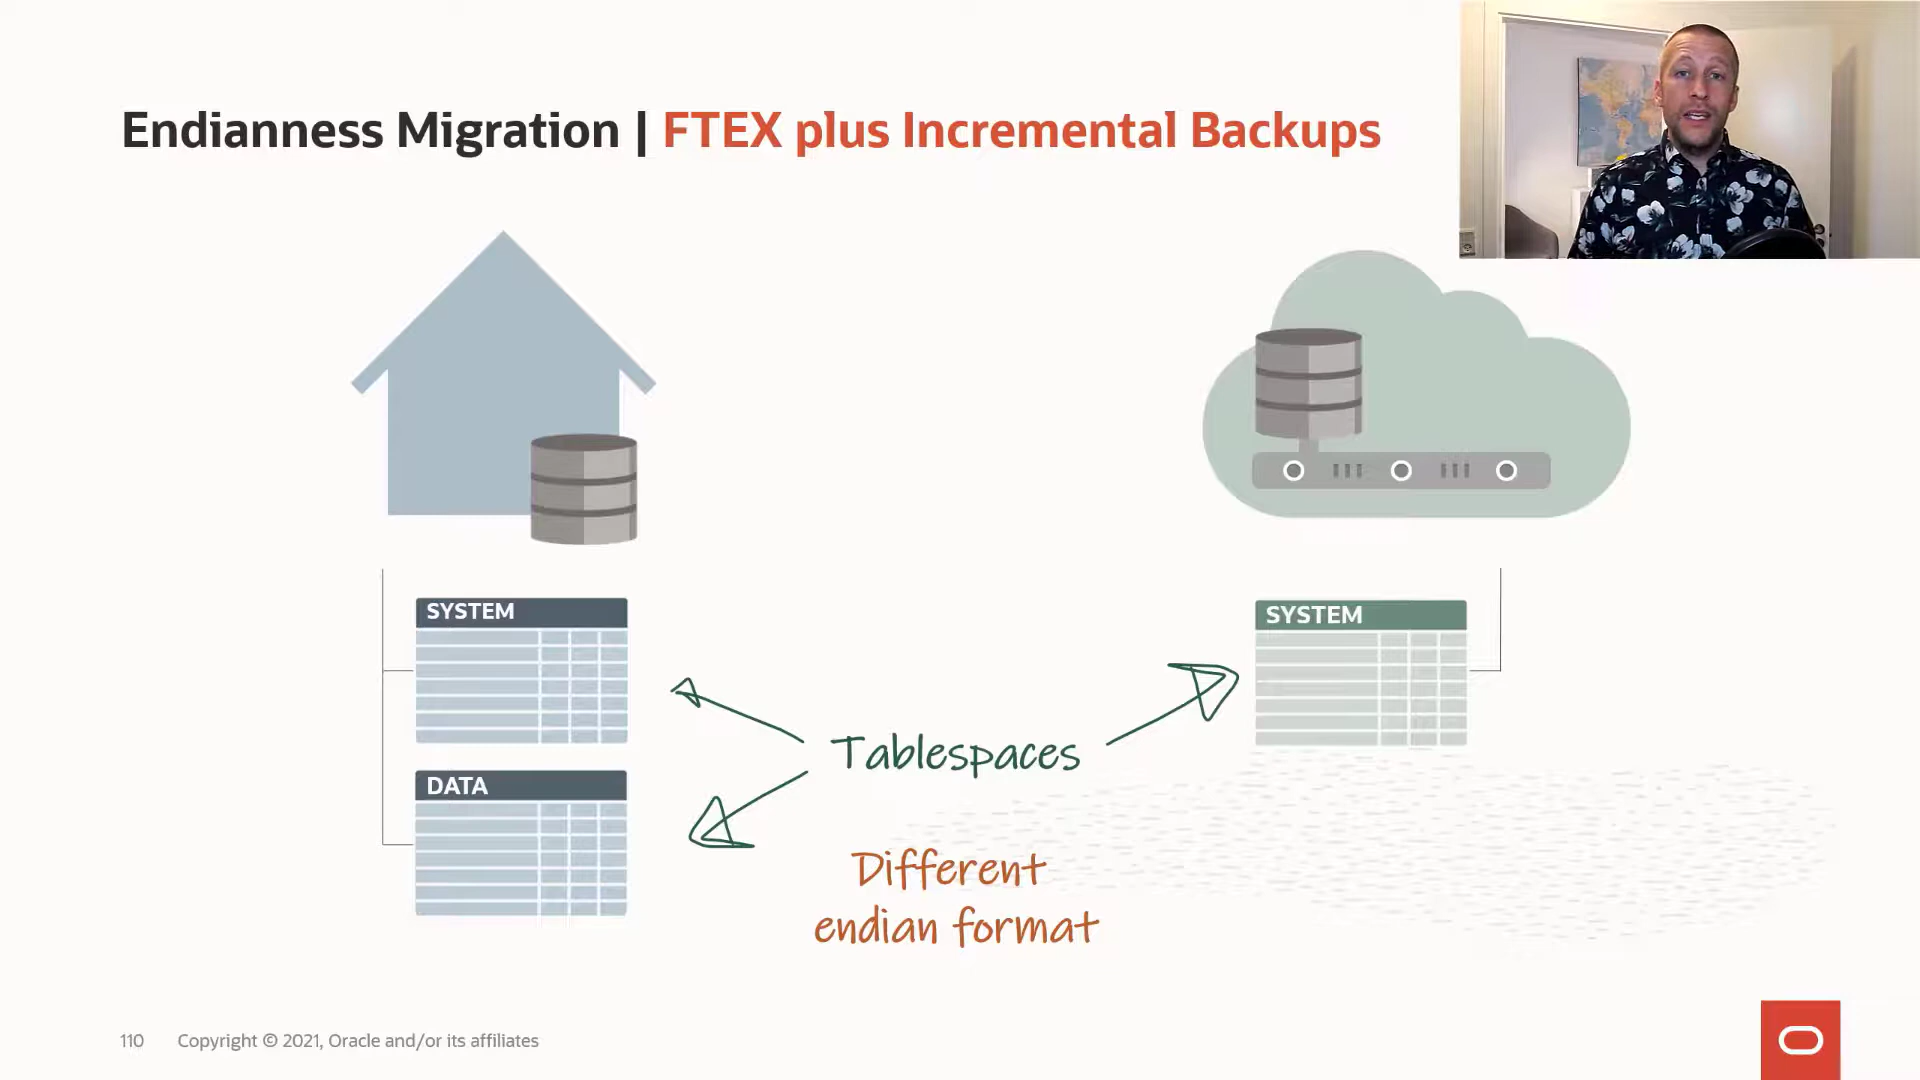 Endianness Migration | FTEX plus Incremental Backups
SYSTEM
SYSTEM
Tablespaces
DATA
Different
endian format
110 Copyright © 2021, Oracle and/or its affiliates